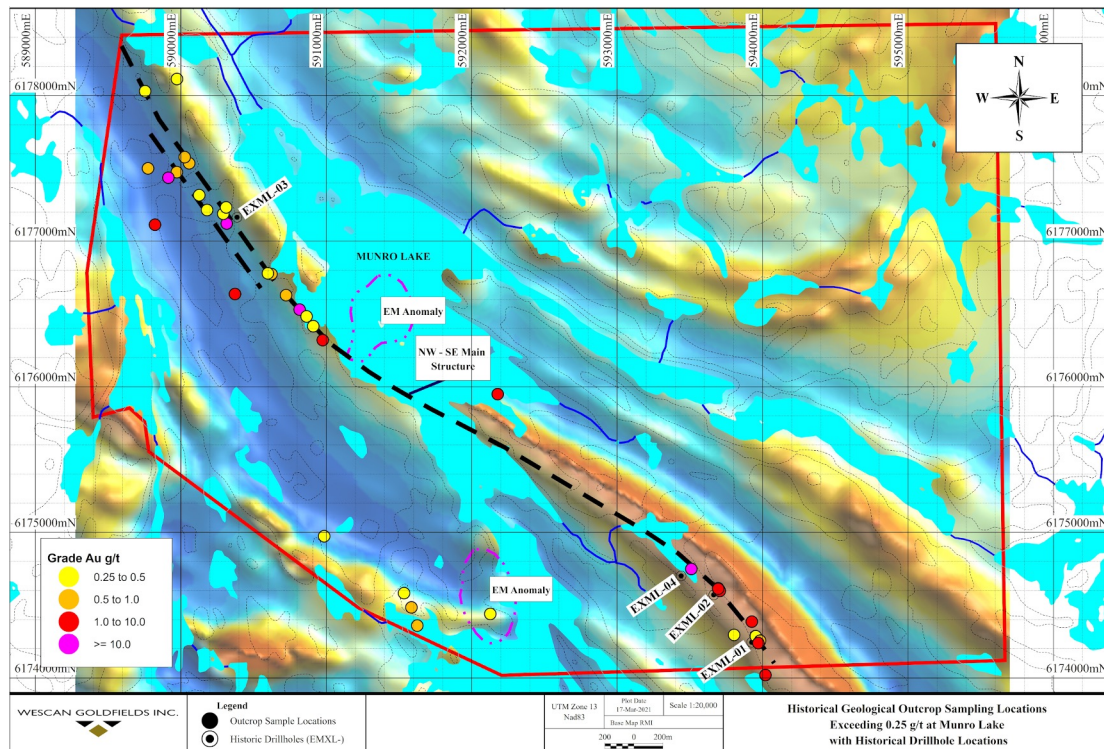 589000mE
590000mE
591000mE
592000mE
593000mE
594000mE
595000mE
N
W
E
S
6178000mN
6177000mN
6177000mN
6176000mN
6176000mN
6175000mN
6175000mN
6174000mN
6174000mN
EXML-03
MUNRO LAKE
EM Anomaly
NW - SE Main
Structure
EM Anomaly
EXML-04
EXML-02
EXML-01
Grade Au g/t
0.25 to 0.5
0.5 to 1.0
1.0 to 10.0
>= 10.0
WESCAN GOLDFIELDS INC.
Legend
Outcrop Sample Locations
Historic Drillholes (EMXL-)
UTM Zone 13
Nad83
Plot Date
17-Mar-2021
Scale 1:20,000
Base Map RMI
200 0 200m
Historical Geological Outcrop Sampling Locations
Exceeding 0.25 g/t at Munro Lake
with Historical Drillhole Locations